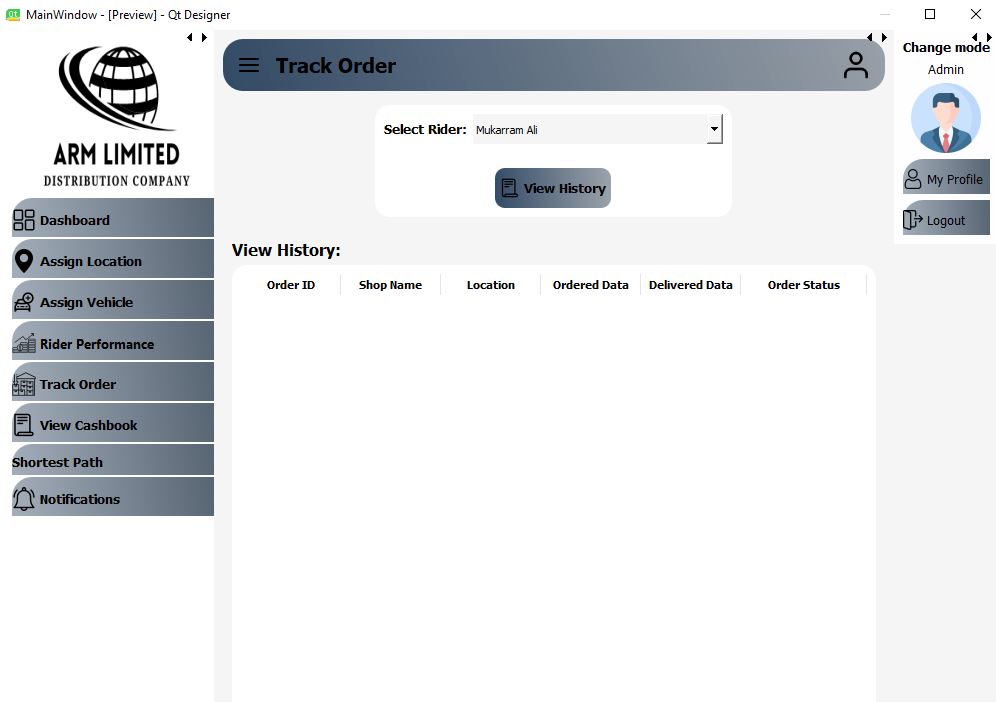 MainWindow - [Preview] - Qt Designer
ARM LIMITED
DISTRIBUTION COMPANY
Dashboard
Assign Location
Assign Vehicle
Rider Performance
Track Order
View Cashbook
Shortest Path
Notifications
Track Order
Select Rider: Mukarram Ali
View History
View History:
Order ID Shop Name Location Ordered Data Delivered Data Order Status
Change mode
Admin
My Profile
Logout